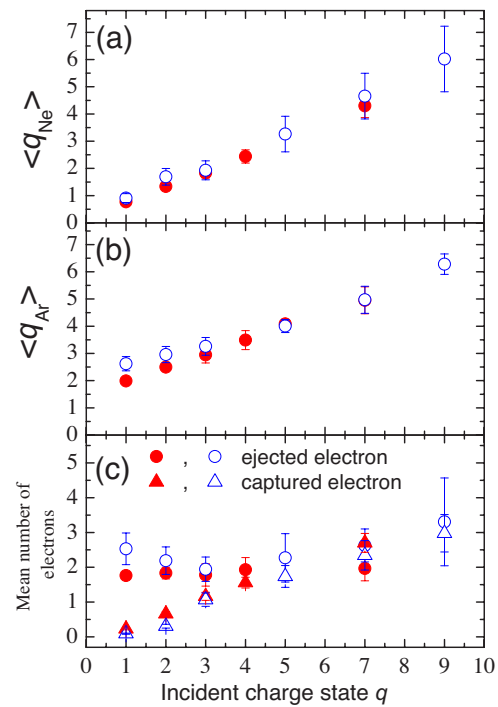 (a)
<qNe>
7
6
5
4
3
2
1
0
(b)
<qAr>
7
6
5
4
3
2
1
0
(c)
, ejected electron
, captured electron
Mean number of
electrons
5
4
3
2
1
0
0 1 2 3 4 5 6 7 8 9 10
Incident charge state q